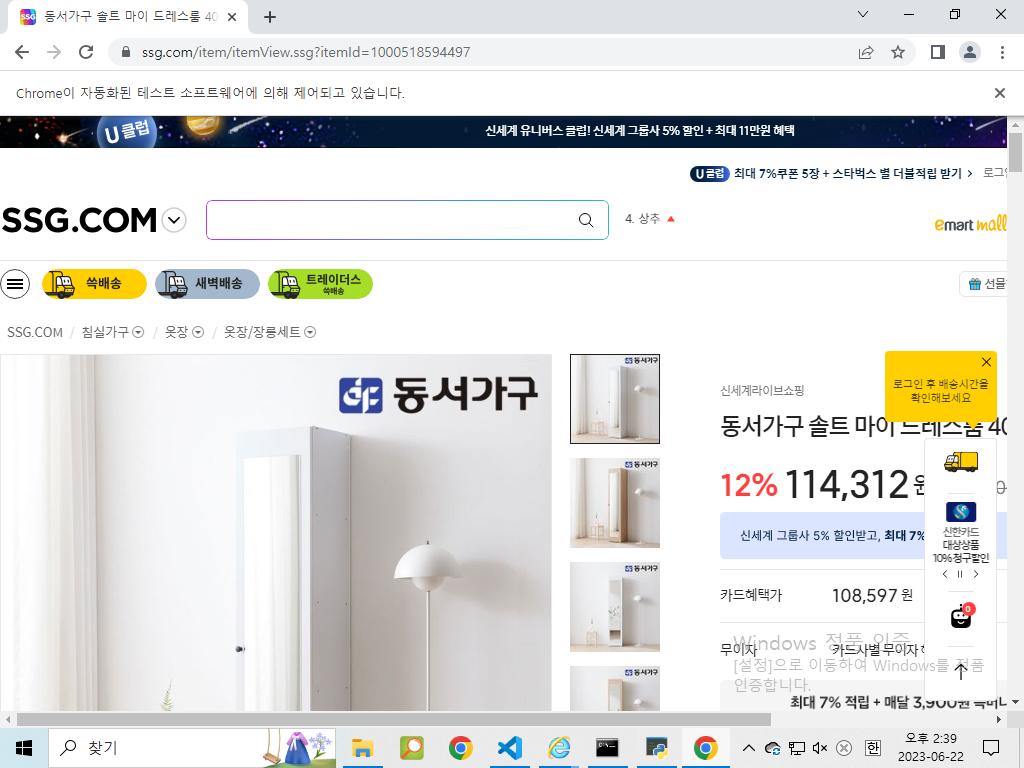 동서가구 솔트 마이 드레스룸 40
ssg.com/item/itemView.ssg?itemId=1000518594497
Chrome이 자동화된 테스트 소프트웨어에 의해 제어되고 있습니다.
U 클럽
신세계 유니버스 클럽! 신세계 그룹사 5% 할인 + 최대 11만원 혜택
U 클럽 최대 7%쿠폰 5장 + 스타벅스 별 더블적립 받기
로그인
SSG.COM
4. 상추
emart mall
쓱배송
새벽배송
트레이더스
쓱배송
선물
SSG.COM / 침실가구 / 옷장 / 옷장/장롱세트
동서가구
동서가구
동서가구
동서가구
동서가구
신세계라이브쇼핑
로그인 후 배송시간을
확인해보세요
동서가구 솔트 마이 드레스룸 40
12% 114,312 원
신세계 그룹사 5% 할인받고, 최대 7%
신한카드
대상상품
10% 청구할인
카드혜택가 108,597 원
0
무이자 카드사별 무이자
Windows 정품 인증
[설정]으로 이동하여 Windows를 정품
인증합니다.
최대 7% 적립 + 매달 3,900원
찾기
한
오후 2:39
2023-06-22